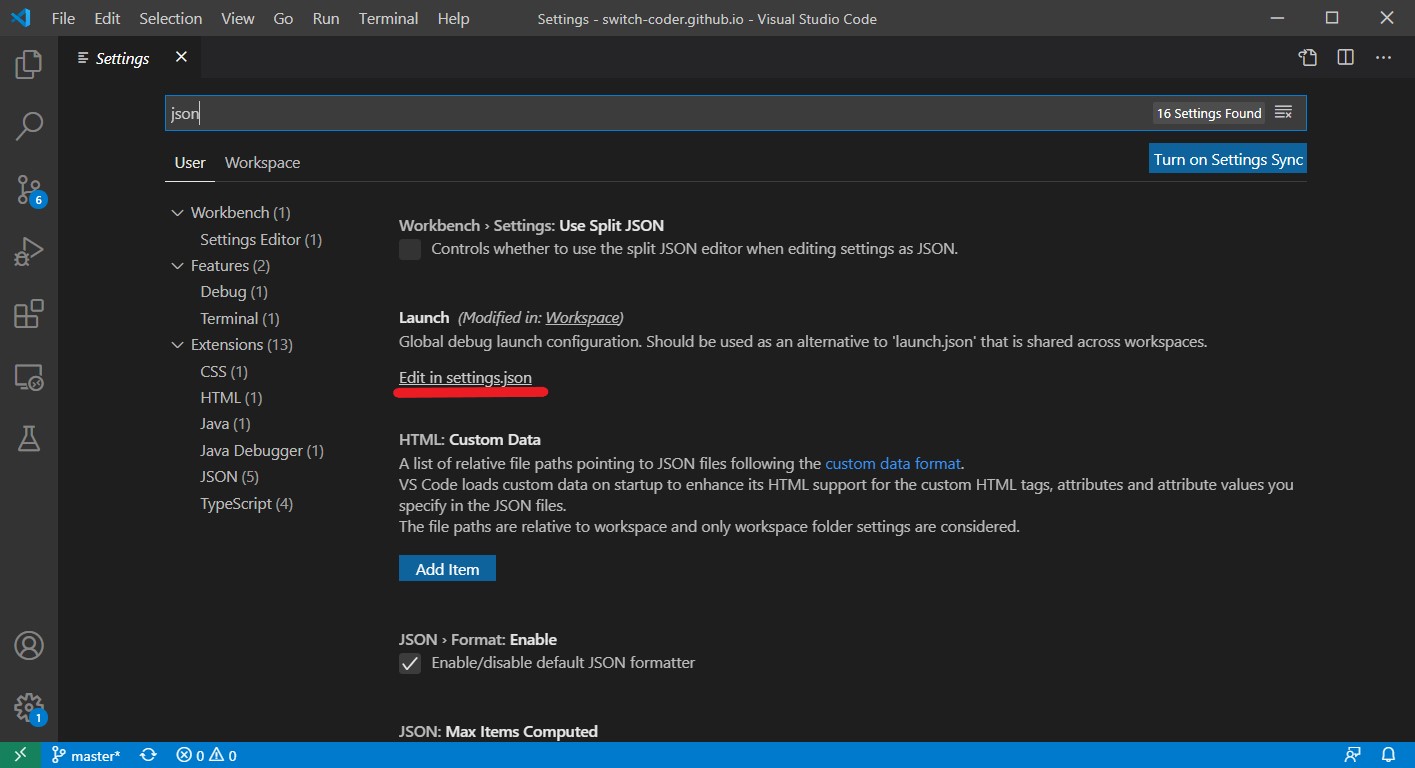 File Edit Selection View Go Run Terminal Help Settings - switch-coder.github.io - Visual Studio Code
Settings
json 16 Settings Found
User Workspace Turn on Settings Sync
Workbench (1)
Settings Editor (1)
Features (2)
Debug (1)
Terminal (1)
Extensions (13)
CSS (1)
HTML (1)
Java (1)
Java Debugger (1)
JSON (5)
TypeScript (4)
Workbench › Settings: Use Split JSON
Controls whether to use the split JSON editor when editing settings as JSON.
Launch (Modified in: Workspace)
Global debug launch configuration. Should be used as an alternative to 'launch.json' that is shared across workspaces.
Edit in settings.json
HTML: Custom Data
A list of relative file paths pointing to JSON files following the custom data format.
VS Code loads custom data on startup to enhance its HTML support for the custom HTML tags, attributes and attribute values you
specify in the JSON files.
The file paths are relative to workspace and only workspace folder settings are considered.
Add Item
JSON › Format: Enable
Enable/disable default JSON formatter
JSON: Max Items Computed
6
1
master* 0 0